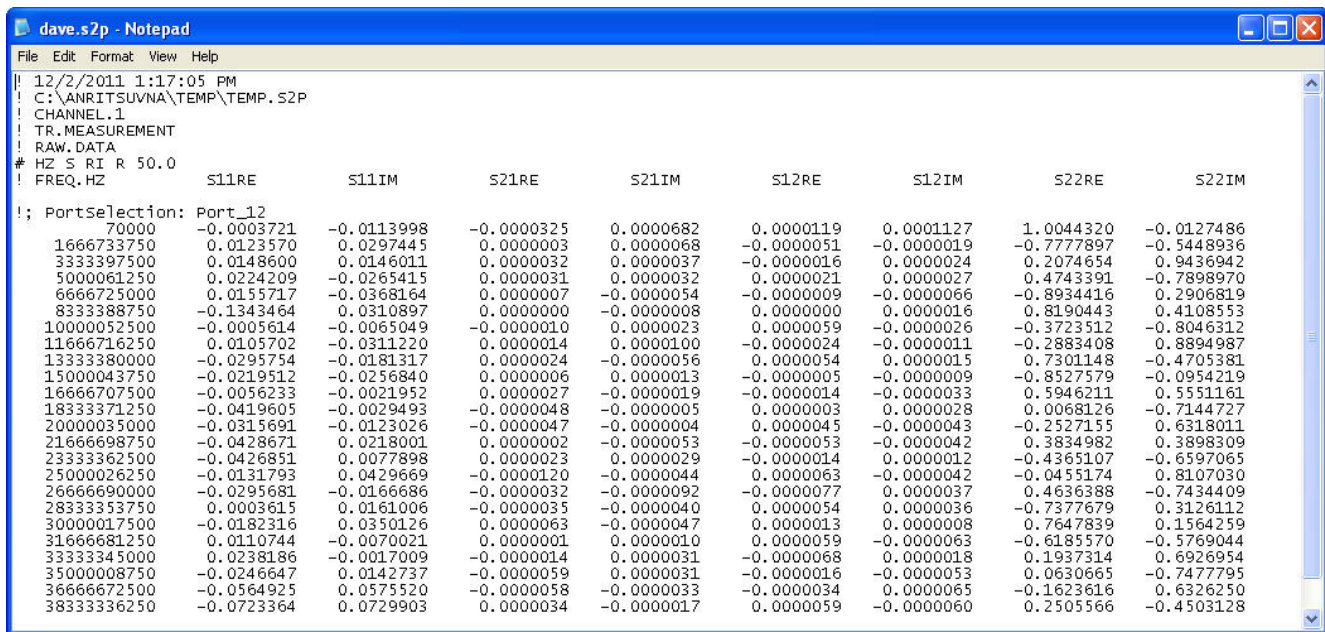 dave.s2p - Notepad
File Edit Format View Help
! 12/2/2011 1:17:05 PM
! C:\ANRITSUVNA\TEMP\TEMP.S2P
! CHANNEL.1
! TR.MEASUREMENT
! RAW.DATA
# HZ S RI R 50.0
! FREQ.HZ S11RE S11IM S21RE S21IM S12RE S12IM S22RE S22IM
!; PortSelection: Port_12
70000 -0.0003721 -0.0113998 -0.0000325 0.0000682 0.0000119 0.0001127 1.0044320 -0.0127486
1666733750 0.0123570 0.0297445 0.0000003 0.0000068 -0.0000051 -0.0000019 -0.7777897 -0.5448936
3333397500 0.0148600 0.0146011 0.0000032 0.0000037 -0.0000016 0.0000024 0.2074654 0.9436942
5000061250 0.0224209 -0.0265415 0.0000031 0.0000032 0.0000021 0.0000027 0.4743391 -0.7898970
6666725000 0.0155717 -0.0368164 0.0000007 -0.0000054 -0.0000009 -0.0000066 -0.8934416 0.2906819
8333388750 -0.1343464 0.0310897 0.0000000 -0.0000008 0.0000000 0.0000016 0.8190443 0.4108553
10000052500 -0.0005614 -0.0065049 -0.0000010 0.0000023 0.0000059 -0.0000026 -0.3723512 -0.8046312
11666716250 0.0105702 -0.0311220 0.0000014 0.0000100 -0.0000024 -0.0000011 -0.2883408 0.8894987
13333380000 -0.0295754 -0.0181317 0.0000024 -0.0000056 0.0000054 0.0000015 0.7301148 -0.4705381
15000043750 -0.0219512 -0.0256840 0.0000006 0.0000013 -0.0000005 -0.0000009 -0.8527579 -0.0954219
16666707500 -0.0056233 -0.0021952 0.0000027 -0.0000019 -0.0000014 -0.0000033 0.5946211 0.5551161
18333371250 -0.0419605 -0.0029493 -0.0000048 -0.0000005 0.0000003 0.0000028 0.0068126 -0.7144727
20000035000 -0.0315691 -0.0123026 -0.0000047 -0.0000004 0.0000045 -0.0000043 -0.2527155 0.6318011
21666698750 -0.0428671 0.0218001 0.0000002 -0.0000053 -0.0000053 -0.0000042 0.3834982 0.3898309
23333362500 -0.0426851 0.0077898 0.0000023 0.0000029 -0.0000014 0.0000012 -0.4365107 -0.6597065
25000026250 -0.0131793 0.0429669 -0.0000120 -0.0000044 0.0000063 -0.0000042 -0.0455174 0.8107030
26666690000 -0.0295681 -0.0166686 -0.0000032 -0.0000092 -0.0000077 0.0000037 0.4636388 -0.7434409
28333353750 0.0003615 0.0161006 -0.0000035 -0.0000040 0.0000054 0.0000036 -0.7377679 0.3126112
30000017500 -0.0182316 0.0350126 0.0000063 -0.0000047 0.0000013 0.0000008 0.7647839 0.1564259
31666681250 0.0110744 -0.0070021 0.0000001 0.0000010 0.0000059 -0.0000063 -0.6185570 -0.5769044
33333345000 0.0238186 -0.0017009 -0.0000014 0.0000031 -0.0000068 0.0000018 0.1937314 0.6926954
35000008750 -0.0246647 0.0142737 -0.0000059 0.0000031 -0.0000016 -0.0000053 0.0630665 -0.7477795
36666672500 -0.0564925 0.0575520 -0.0000058 -0.0000033 -0.0000034 0.0000065 -0.1623616 0.6326250
38333336250 -0.0723364 0.0729903 0.0000034 -0.0000017 0.0000059 -0.0000060 0.2505566 -0.4503128